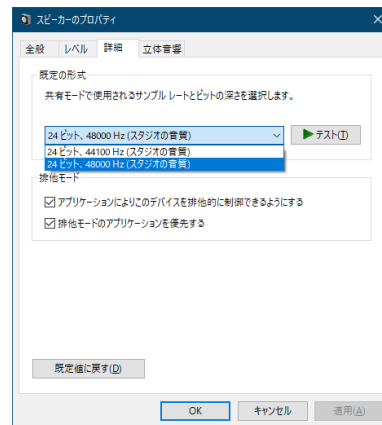 スピーカーのプロパティ
全般 レベル 詳細 立体音響
既定の形式
共有モードで使用されるサンプル レートとビットの深さを選択します。
24 ビット、48000 Hz (スタジオの音質)
▶テスト(T)
24 ビット、44100 Hz (スタジオの音質)
24 ビット、48000 Hz (スタジオの音質)
排他モード
アプリケーションによりこのデバイスを排他的に制御できるようにする
排他モードのアプリケーションを優先する
既定値に戻す(D)
OK キャンセル 適用(A)